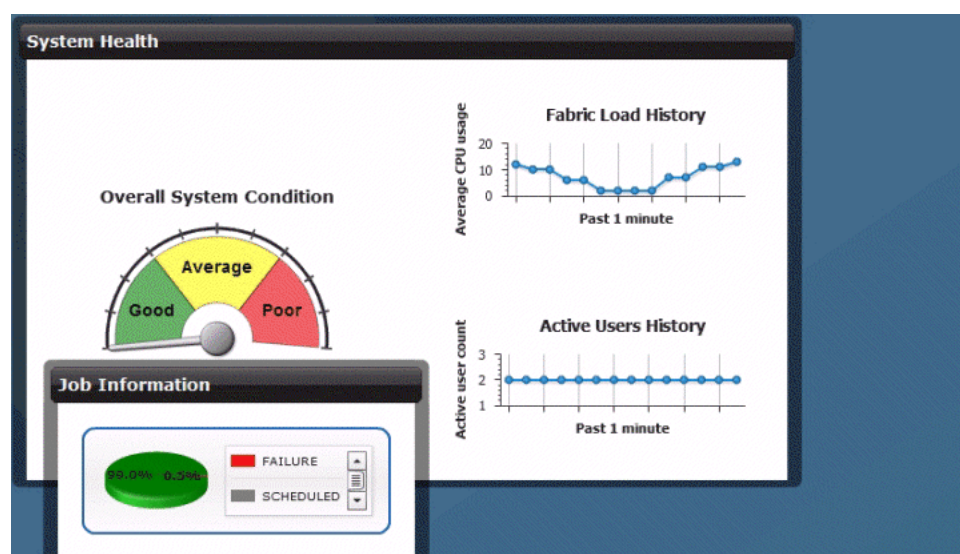 System Health
Overall System Condition
Good
Average
Poor
Fabric Load History
Average CPU usage
20
10
0
Past 1 minute
Active Users History
Active user count
3
2
1
Past 1 minute
Job Information
99.0% 0.5%
FAILURE
SCHEDULED